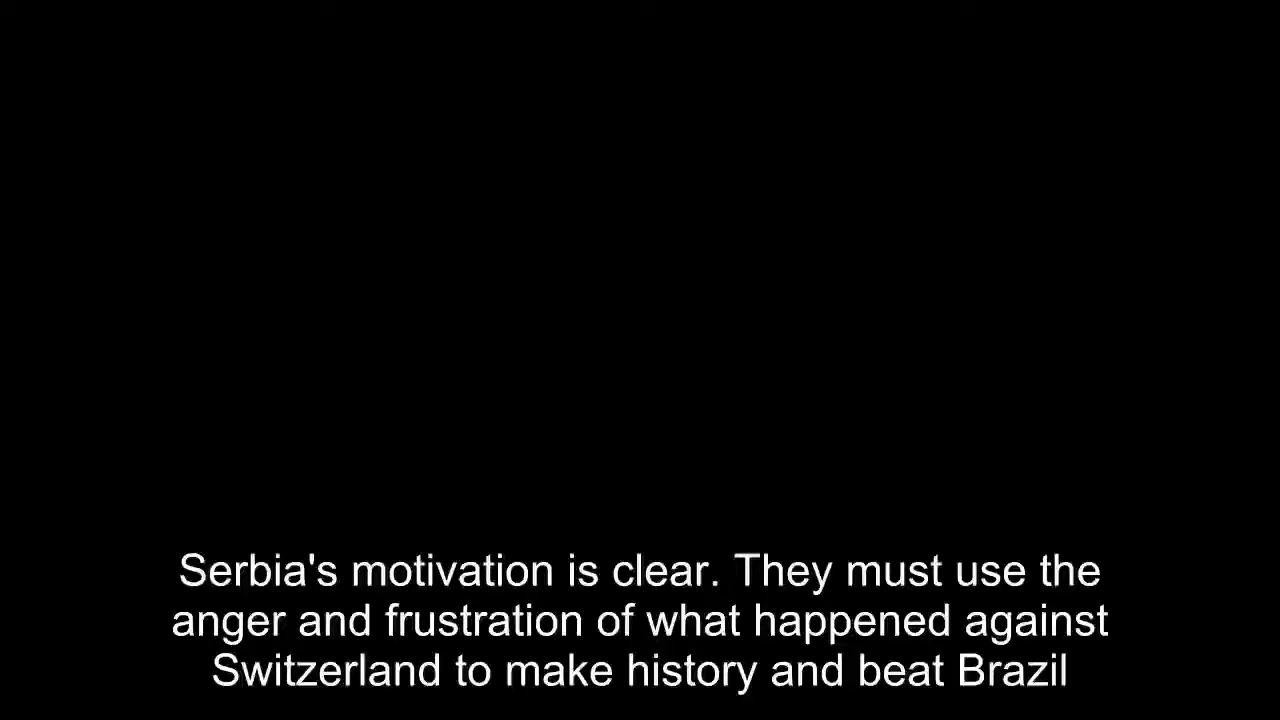 Serbia's motivation is clear. They must use the
anger and frustration of what happened against
Switzerland to make history and beat Brazil